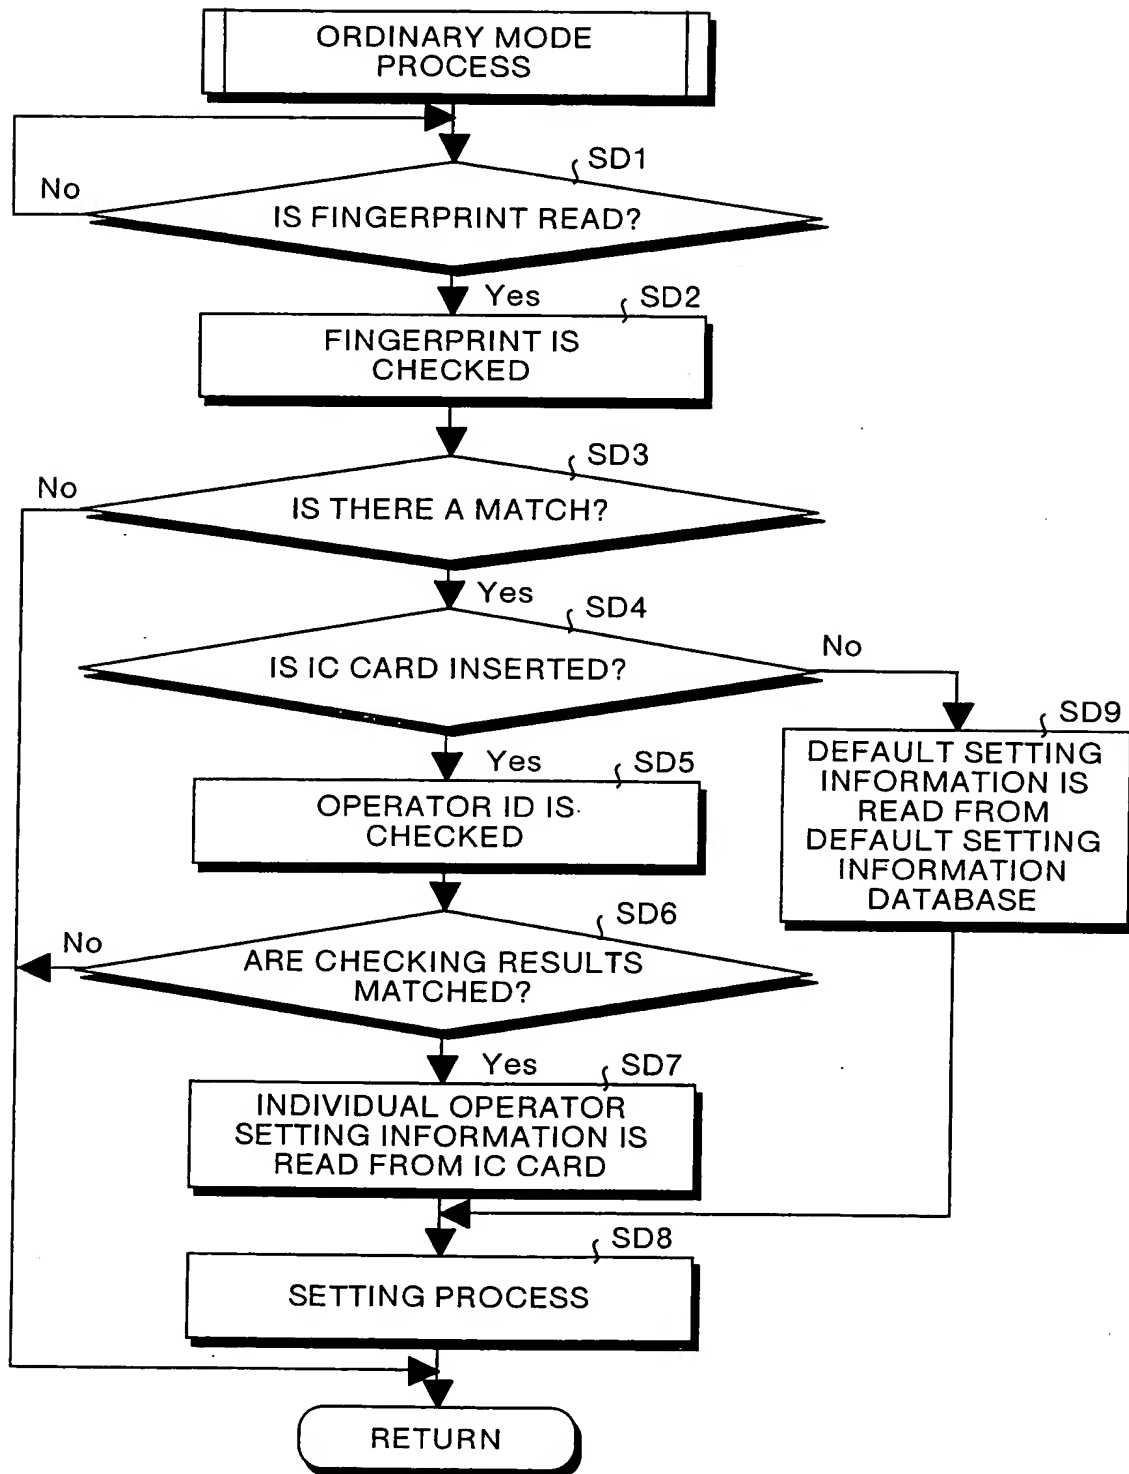 ORDINARY MODE
PROCESS
SD1
No
IS FINGERPRINT READ?
Yes
SD2
FINGERPRINT IS
CHECKED
SD3
No
IS THERE A MATCH?
Yes
SD4
IS IC CARD INSERTED?
No
SD9
DEFAULT SETTING
INFORMATION IS
READ FROM
DEFAULT SETTING
INFORMATION
DATABASE
Yes
SD5
OPERATOR ID IS
CHECKED
SD6
No
ARE CHECKING RESULTS
MATCHED?
Yes
SD7
INDIVIDUAL OPERATOR
SETTING INFORMATION IS
READ FROM IC CARD
SD8
SETTING PROCESS
RETURN